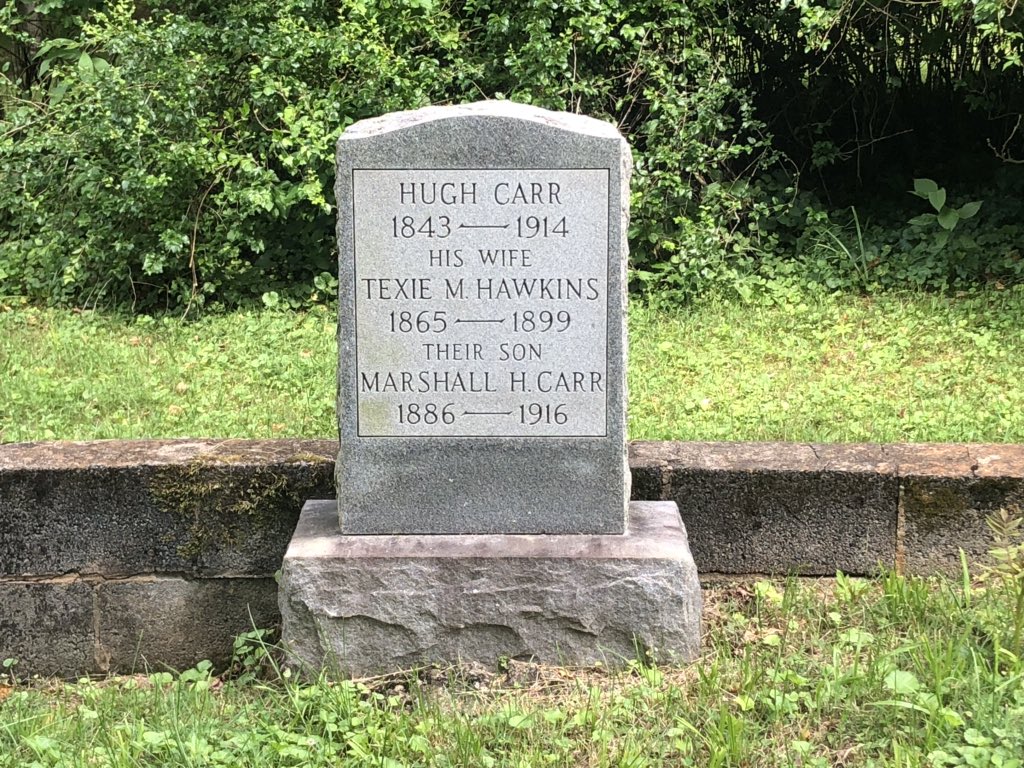 HUGH CARR
1843 — 1914
HIS WIFE
TEXIE M. HAWKINS
1865 — 1899
THEIR SON
MARSHALL H. CARR
1886 — 1916